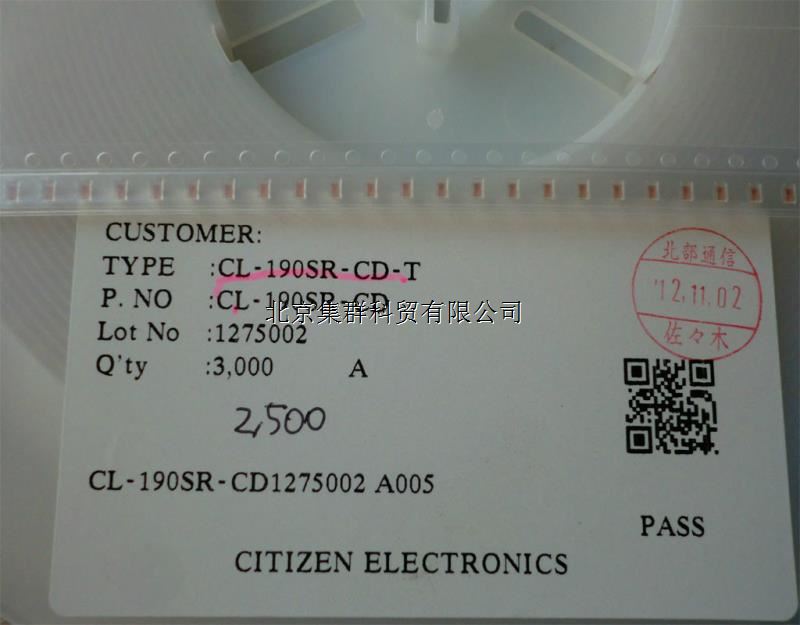 CUSTOMER:
TYPE :CL-190SR-CD-T
P. NO :CL-190SR-CD
北京集群科贸有限公司
Lot No :1275002
Q'ty :3,000 A
2,500
CL-190SR-CD1275002 A005
PASS
CITIZEN ELECTRONICS
北部通信
'12.11.02
佐々木